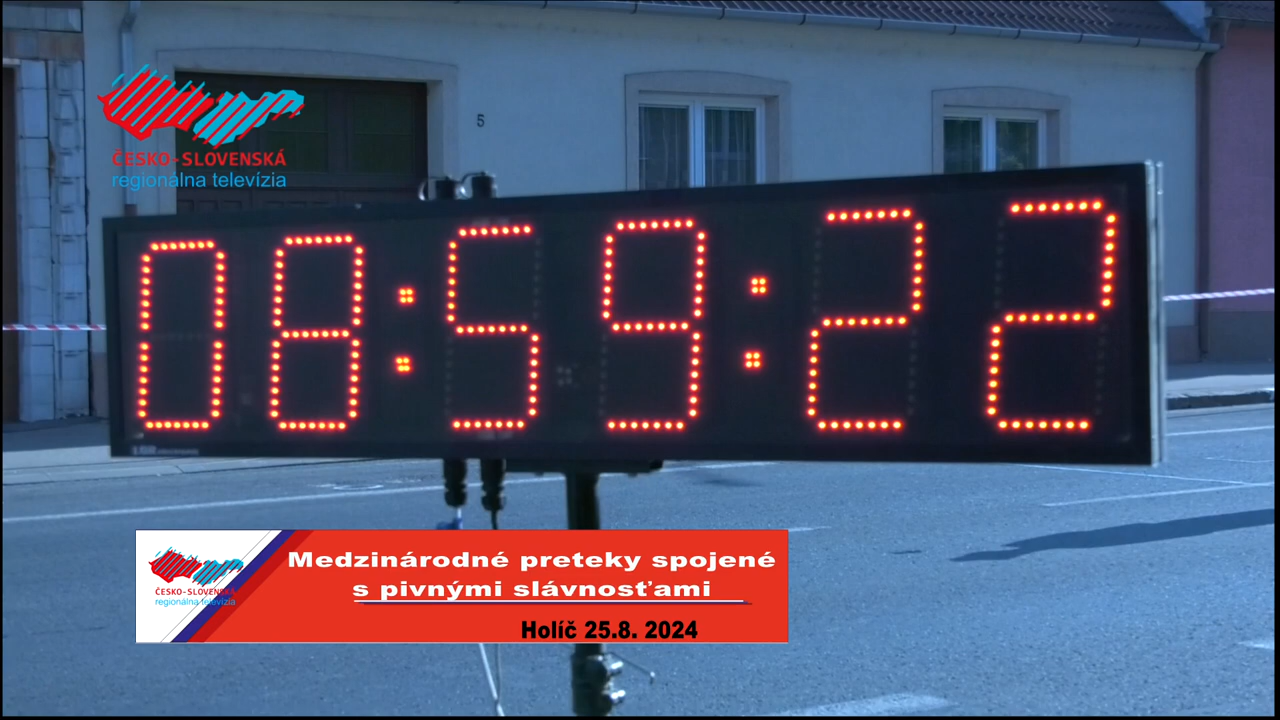 ČESKO-SLOVENSKÁ
regionálna televízia
5
08:59:22
Medzinárodné preteky spojené
s pivnými slávnosťami
ČESKO-SLOVENSKÁ
regionálna televízia
Holíč 25.8. 2024